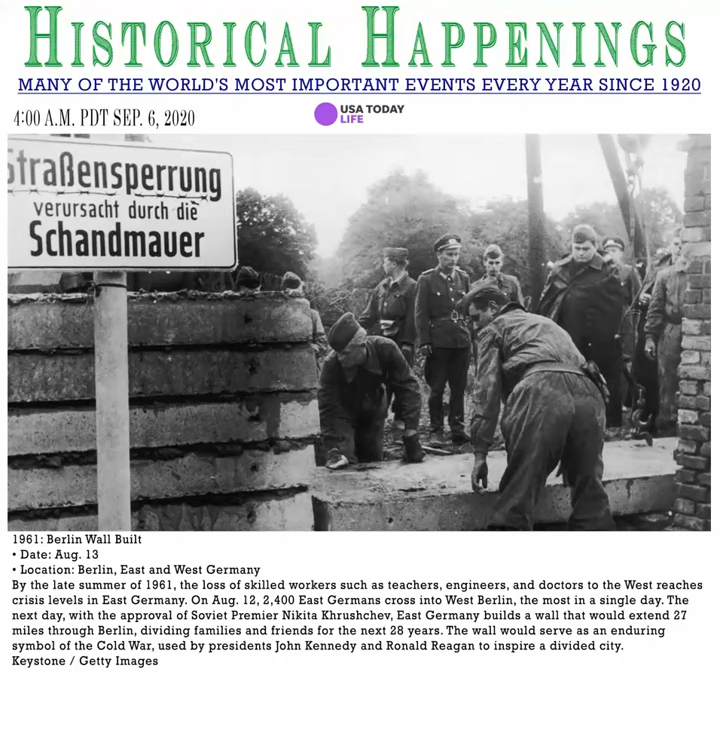 HISTORICAL HAPPENINGS
MANY OF THE WORLD'S MOST IMPORTANT EVENTS EVERY YEAR SINCE 1920
4:00 A.M. PDT SEP. 6, 2020
USA TODAY
LIFE
Straßensperrung
verursacht durch die
Schandmauer
1961: Berlin Wall Built
• Date: Aug. 13
• Location: Berlin, East and West Germany
By the late summer of 1961, the loss of skilled workers such as teachers, engineers, and doctors to the West reaches
crisis levels in East Germany. On Aug. 12, 2,400 East Germans cross into West Berlin, the most in a single day. The
next day, with the approval of Soviet Premier Nikita Khrushchev, East Germany builds a wall that would extend 27
miles through Berlin, dividing families and friends for the next 28 years. The wall would serve as an enduring
symbol of the Cold War, used by presidents John Kennedy and Ronald Reagan to inspire a divided city.
Keystone / Getty Images